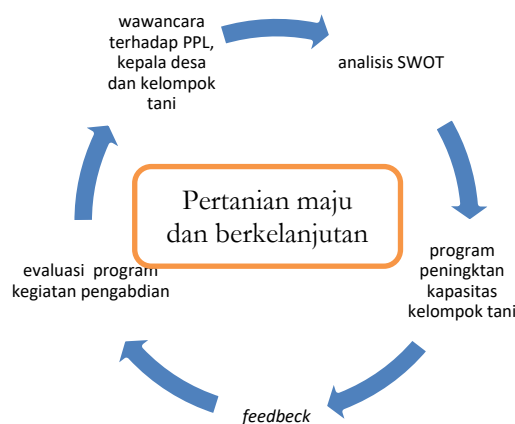 wawancara
terhadap PPL,
kepala desa
dan kelompok
tani
analisis SWOT
Pertanian maju
dan berkelanjutan
program
peningktan
kapasitas
kelompok tani
feedbeck
evaluasi program
kegiatan pengabdian